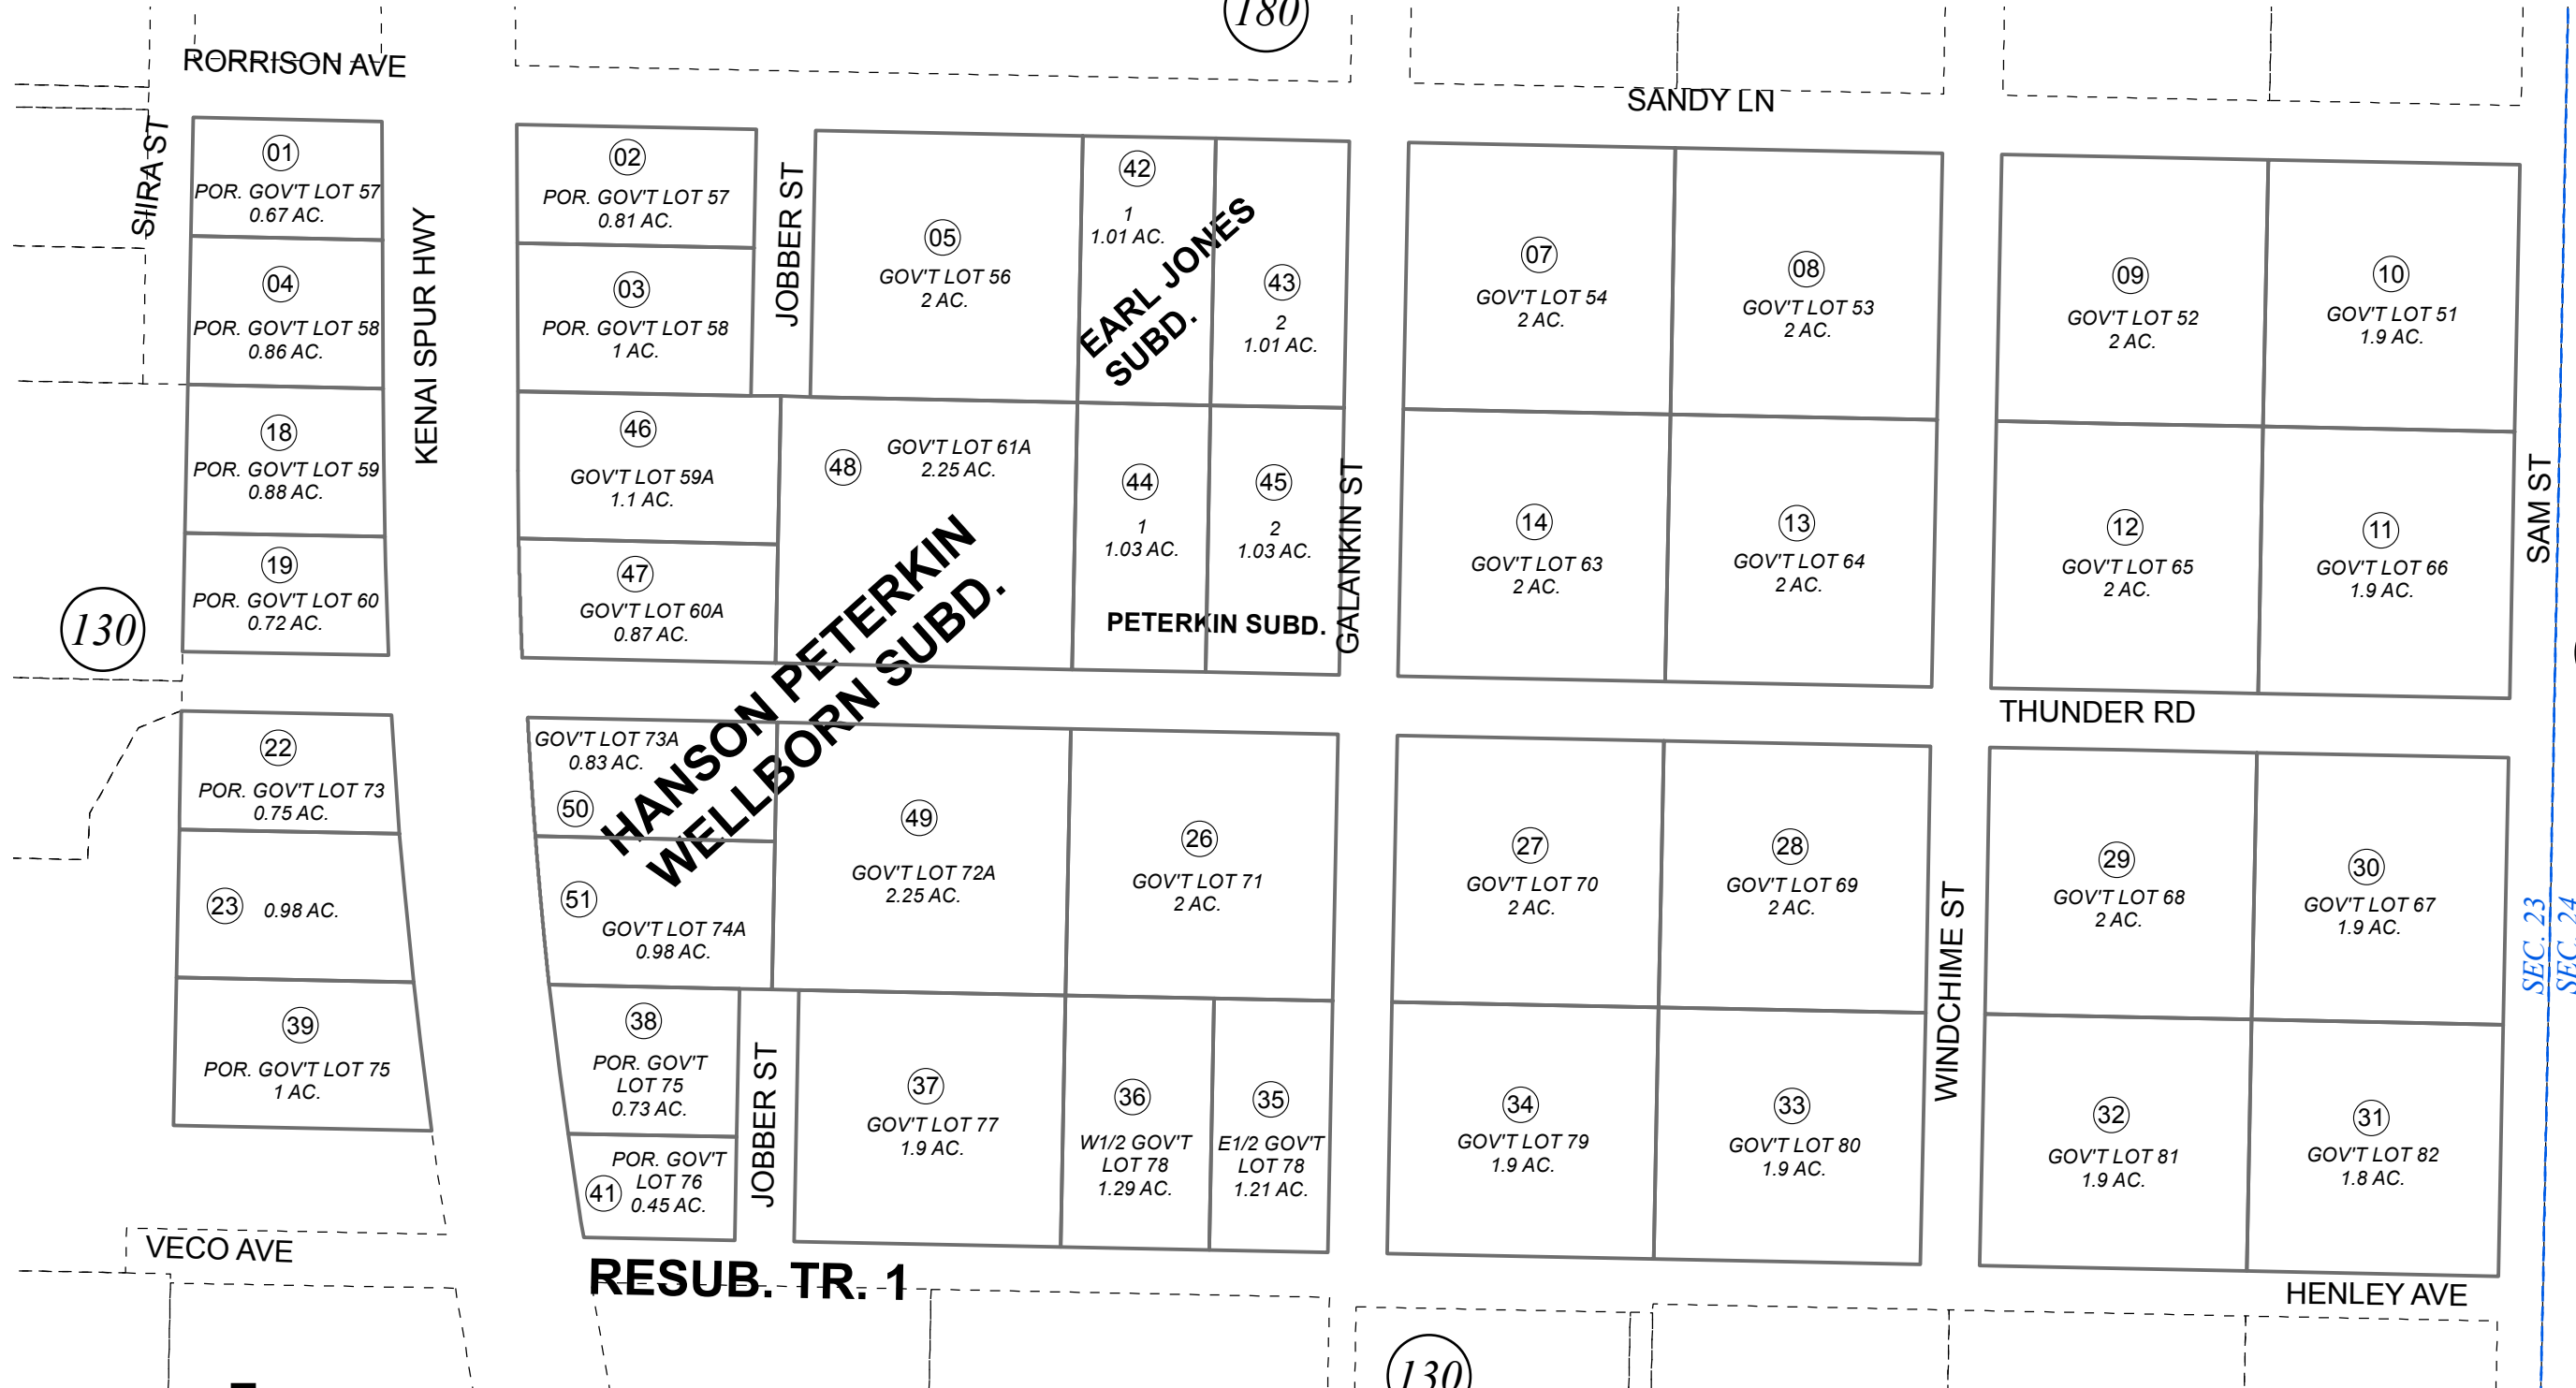 180
RORRISON AVE
SANDY LN
SIIRA ST
01
POR. GOV'T LOT 57
0.67 AC.
04
POR. GOV'T LOT 58
0.86 AC.
18
POR. GOV'T LOT 59
0.88 AC.
19
POR. GOV'T LOT 60
0.72 AC.
130
KENAI SPUR HWY
02
POR. GOV'T LOT 57
0.81 AC.
03
POR. GOV'T LOT 58
1 AC.
JOBBER ST
05
GOV'T LOT 56
2 AC.
42
1
1.01 AC.
EARL JONES
SUBD.
43
2
1.01 AC.
46
GOV'T LOT 59A
1.1 AC.
47
GOV'T LOT 60A
0.87 AC.
48
GOV'T LOT 61A
2.25 AC.
44
1
1.03 AC.
45
2
1.03 AC.
PETERKIN SUBD.
GALANKIN ST
HANSON PETERKIN
WELLBORN SUBD.
07
GOV'T LOT 54
2 AC.
08
GOV'T LOT 53
2 AC.
09
GOV'T LOT 52
2 AC.
10
GOV'T LOT 51
1.9 AC.
14
GOV'T LOT 63
2 AC.
13
GOV'T LOT 64
2 AC.
12
GOV'T LOT 65
2 AC.
11
GOV'T LOT 66
1.9 AC.
SAM ST
THUNDER RD
22
POR. GOV'T LOT 73
0.75 AC.
23
0.98 AC.
39
POR. GOV'T LOT 75
1 AC.
GOV'T LOT 73A
0.83 AC.
50
51
GOV'T LOT 74A
0.98 AC.
49
GOV'T LOT 72A
2.25 AC.
26
GOV'T LOT 71
2 AC.
27
GOV'T LOT 70
2 AC.
28
GOV'T LOT 69
2 AC.
WINDCHIME ST
29
GOV'T LOT 68
2 AC.
30
GOV'T LOT 67
1.9 AC.
SEC. 23
SEC. 24
38
POR. GOV'T
LOT 75
0.73 AC.
41
POR. GOV'T
LOT 76
0.45 AC.
JOBBER ST
37
GOV'T LOT 77
1.9 AC.
36
W1/2 GOV'T
LOT 78
1.29 AC.
35
E1/2 GOV'T
LOT 78
1.21 AC.
34
GOV'T LOT 79
1.9 AC.
33
GOV'T LOT 80
1.9 AC.
32
GOV'T LOT 81
1.9 AC.
31
GOV'T LOT 82
1.8 AC.
VECO AVE
RESUB. TR. 1
HENLEY AVE
130